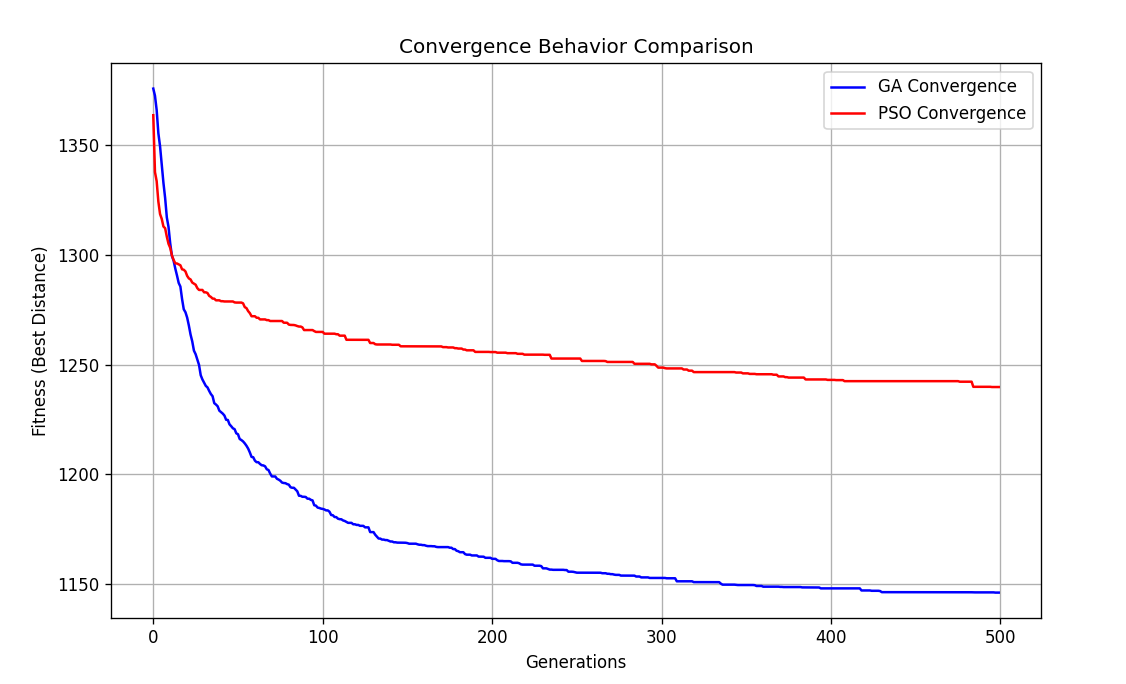 Convergence Behavior Comparison
GA Convergence
PSO Convergence
Fitness (Best Distance)
1350
1300
1250
1200
1150
0 100 200 300 400 500
Generations